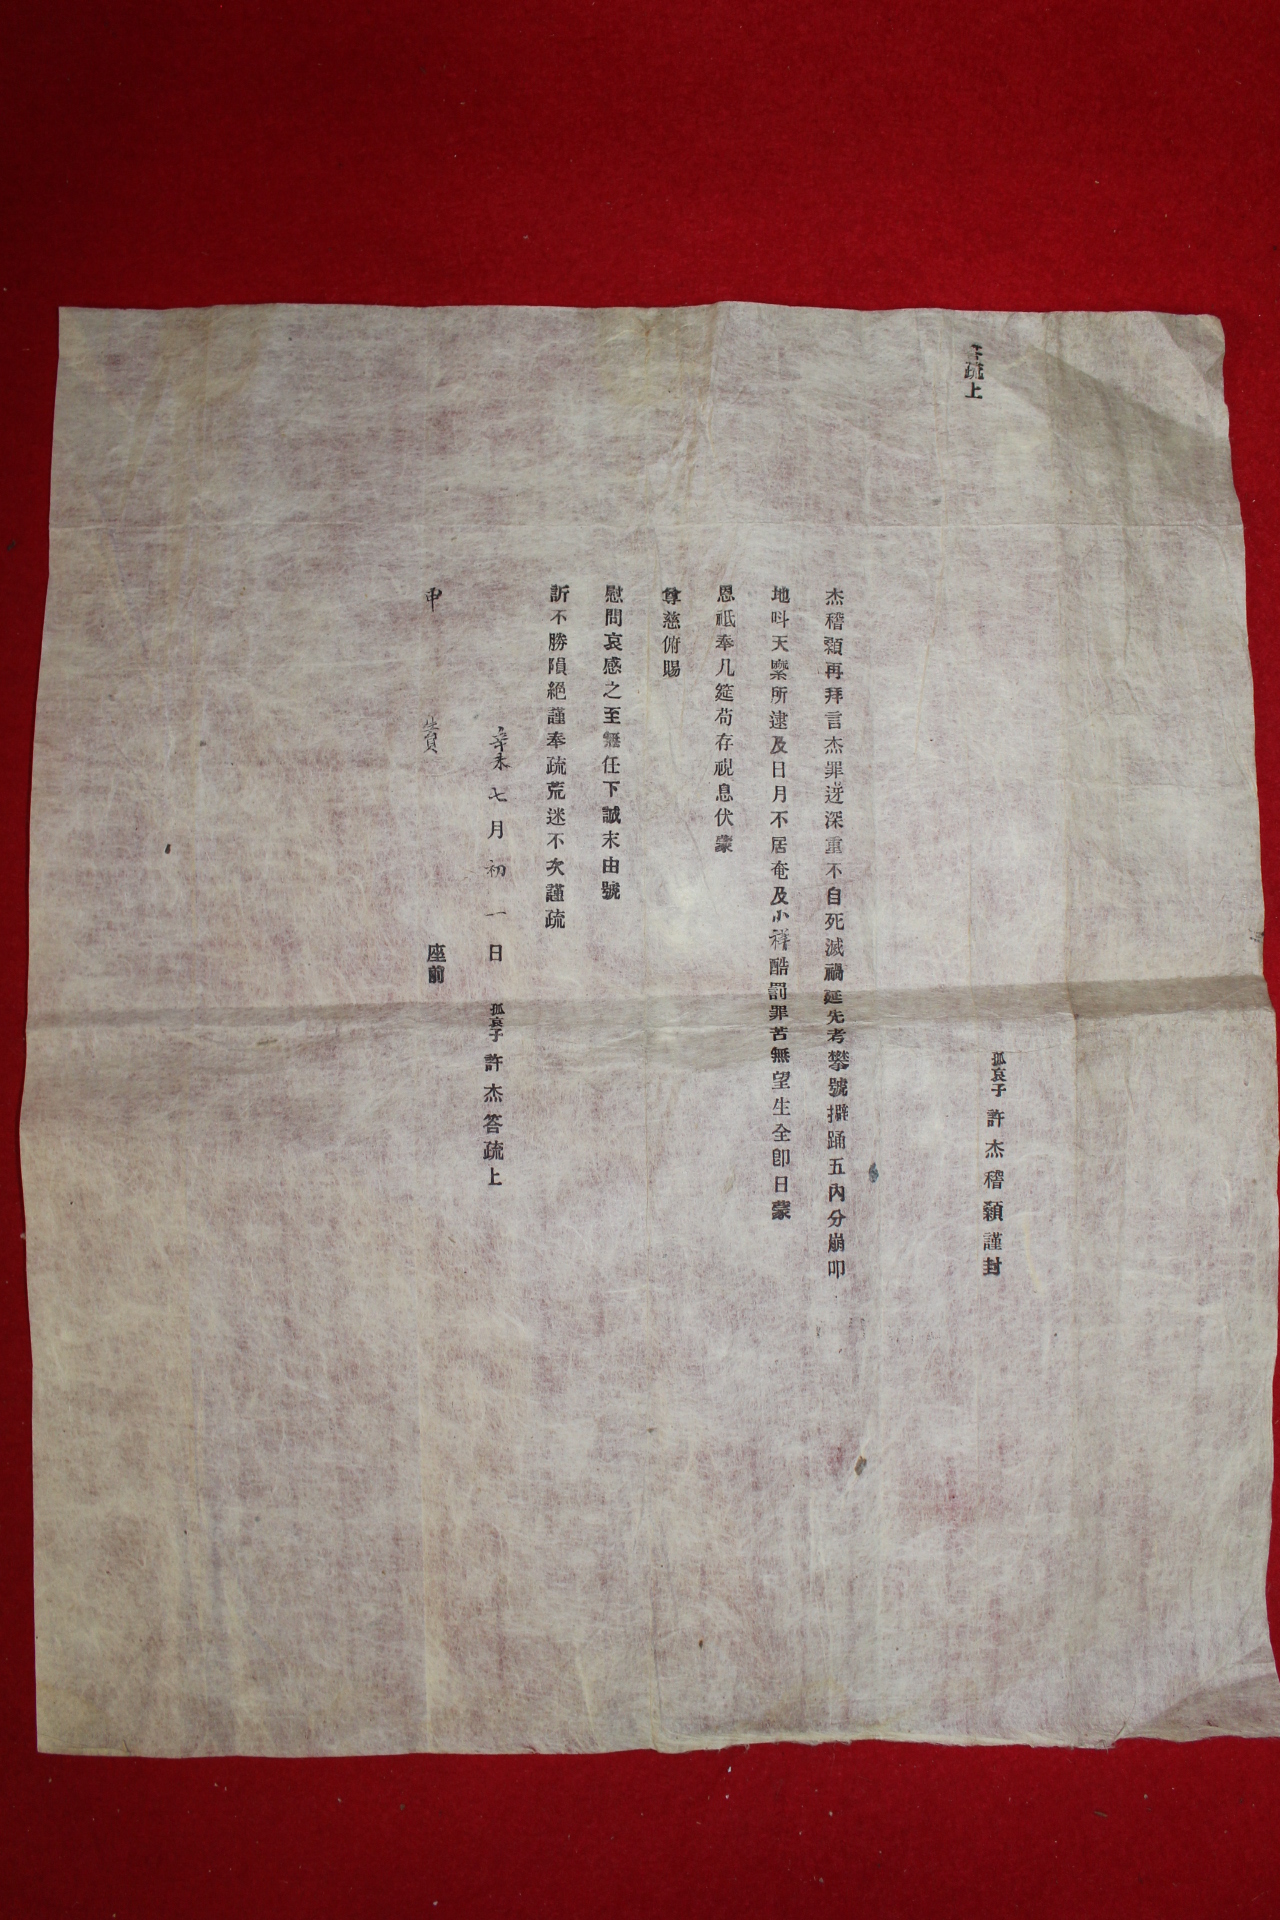 答疏上
孤哀子 許杰稽顙謹封
杰稽顙再拜言杰罪逆深重不自死滅禍延先考攀號擗踊五內分崩叩
地呌天縻所逮及日月不居奄及小祥酷罰罪苦無望生全卽日蒙
恩祗奉几筵苟存視息伏蒙
尊慈俯賜
慰問哀感之至無任下誠末由號
訴不勝隕絕謹奉疏荒迷不次謹疏
辛未七月初一日 孤哀子 許杰答疏上
申 生員 座前